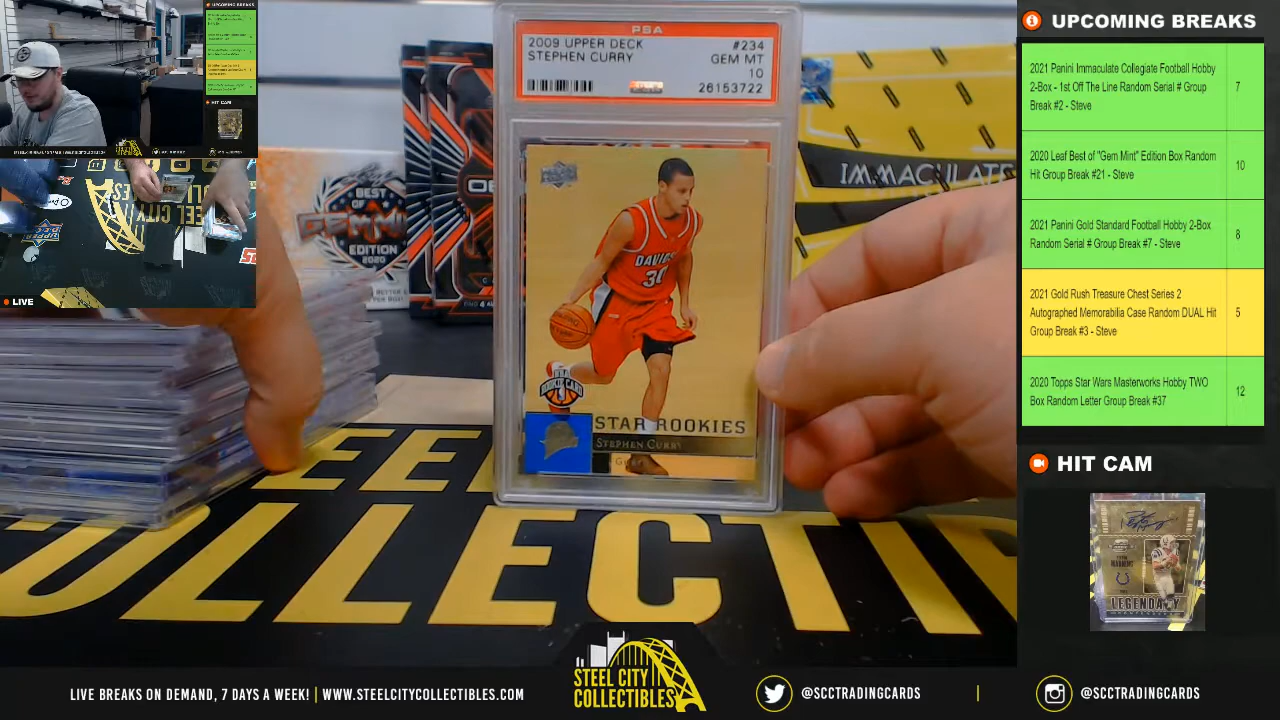 PSA
2009 UPPER DECK #234
STEPHEN CURRY GEM MT
10
26153722
DAVIDS
30
STAR ROOKIES
STEPHEN CURRY
BEST
OF
EDITION
2020
IMMACULATE
COLLECTI
UPCOMING BREAKS
2021 Panini Immaculate Collegiate Football Hobby
2-Box - 1st Off The Line Random Serial # Group 7
Break #2 - Steve
2020 Leaf Best of "Gem Mint" Edition Box Random 10
Hit Group Break #21 - Steve
2021 Panini Gold Standard Football Hobby 2-Box 8
Random Serial # Group Break #7 - Steve
2021 Gold Rush Treasure Chest Series 2
Autographed Memorabilia Case Random DUAL Hit 5
Group Break #3 - Steve
2020 Topps Star Wars Masterworks Hobby TWO 12
Box Random Letter Group Break #37
HIT CAM
LEGENDARY
LIVE
LIVE BREAKS ON DEMAND, 7 DAYS A WEEK! | WWW.STEELCITYCOLLECTIBLES.COM
STEEL CITY
COLLECTIBLES
@SCCTRADINGCARDS | @SCCTRADINGCARDS